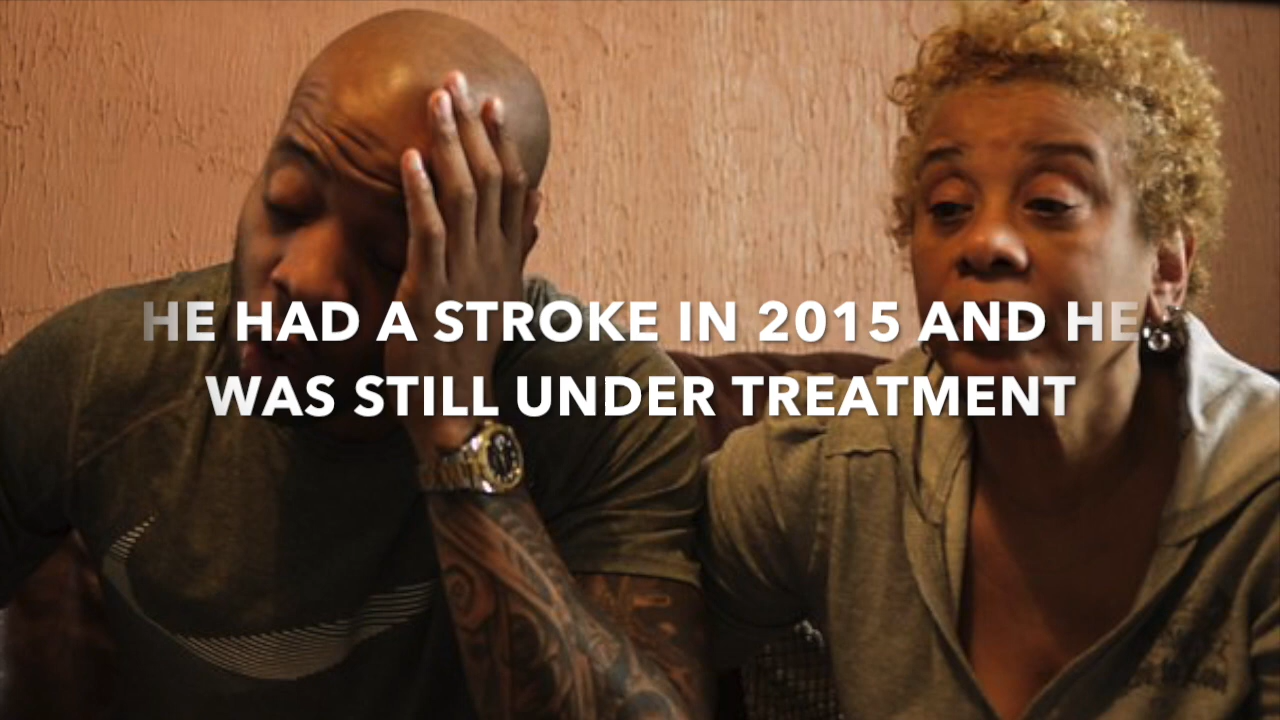 HE HAD A STROKE IN 2015 AND HE
WAS STILL UNDER TREATMENT